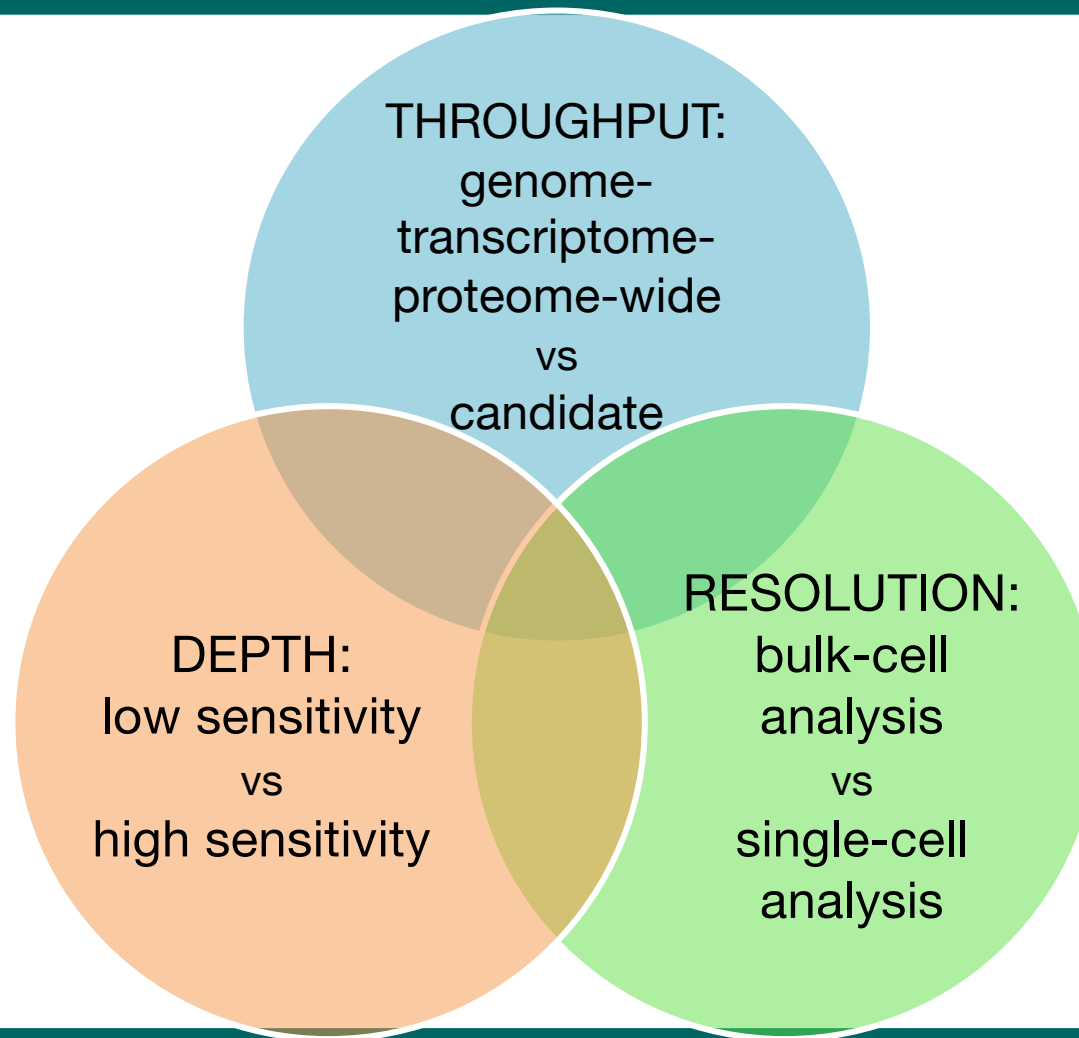 THROUGHPUT:
genome-
transcriptome-
proteome-wide
vs
candidate
DEPTH:
low sensitivity
vs
high sensitivity
RESOLUTION:
bulk-cell
analysis
vs
single-cell
analysis